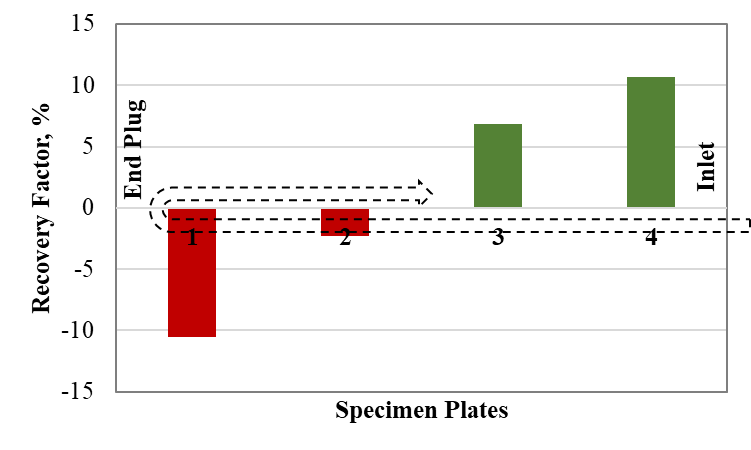 15
10
5
0
-5
-10
-15
Recovery Factor, %
End Plug
Inlet
1 2 3 4
Specimen Plates